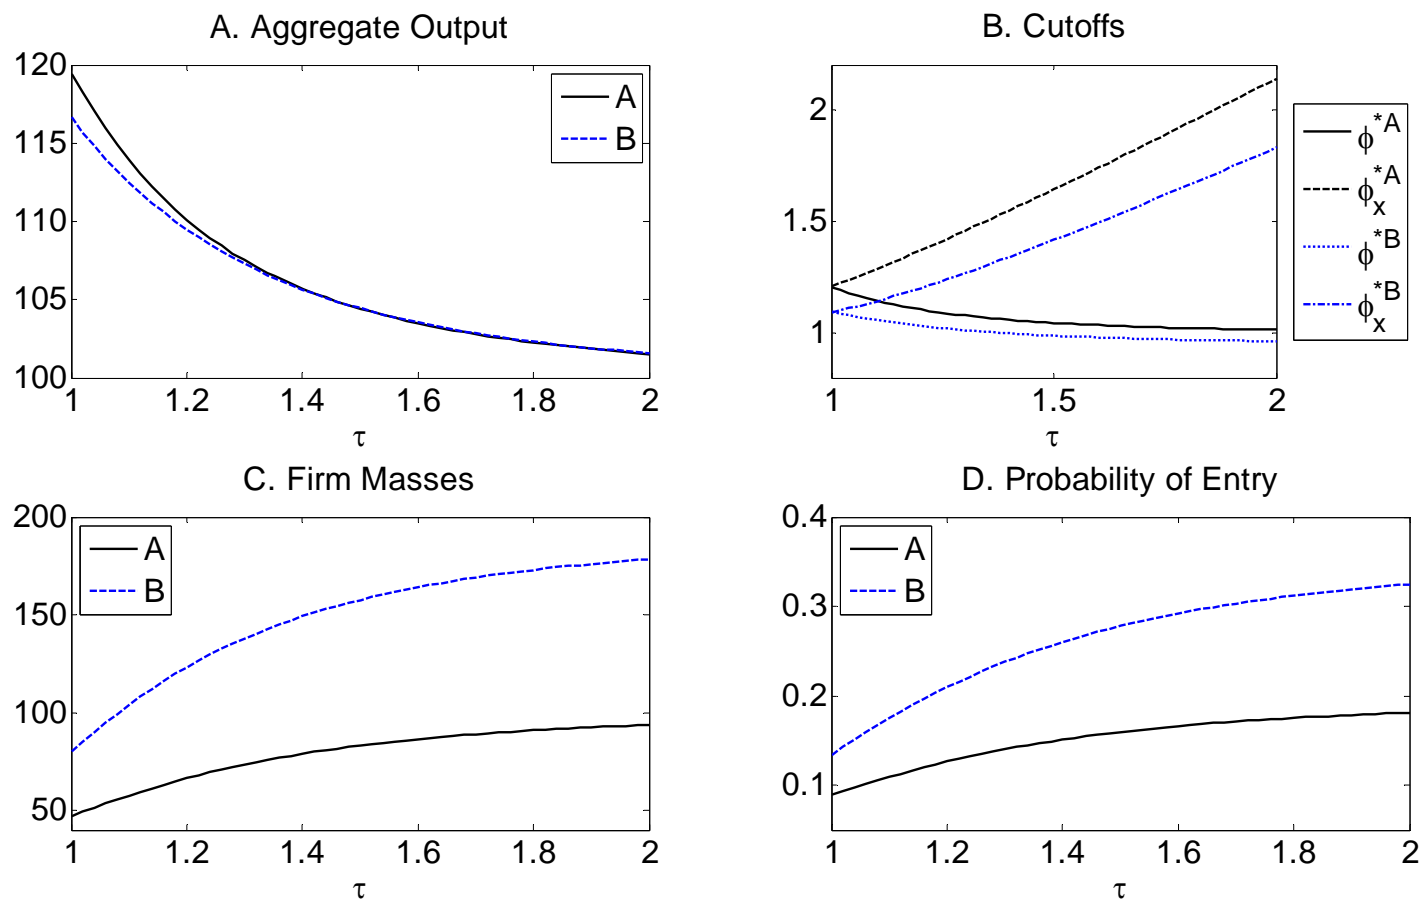 A. Aggregate Output
120
115
110
105
100
1 1.2 1.4 1.6 1.8 2
τ
A
B
B. Cutoffs
2
1.5
1
1 1.5 2
τ
ϕ*A
ϕx*A
ϕ*B
ϕx*B
C. Firm Masses
200
150
100
50
1 1.2 1.4 1.6 1.8 2
τ
A
B
D. Probability of Entry
0.4
0.3
0.2
0.1
1 1.2 1.4 1.6 1.8 2
τ
A
B